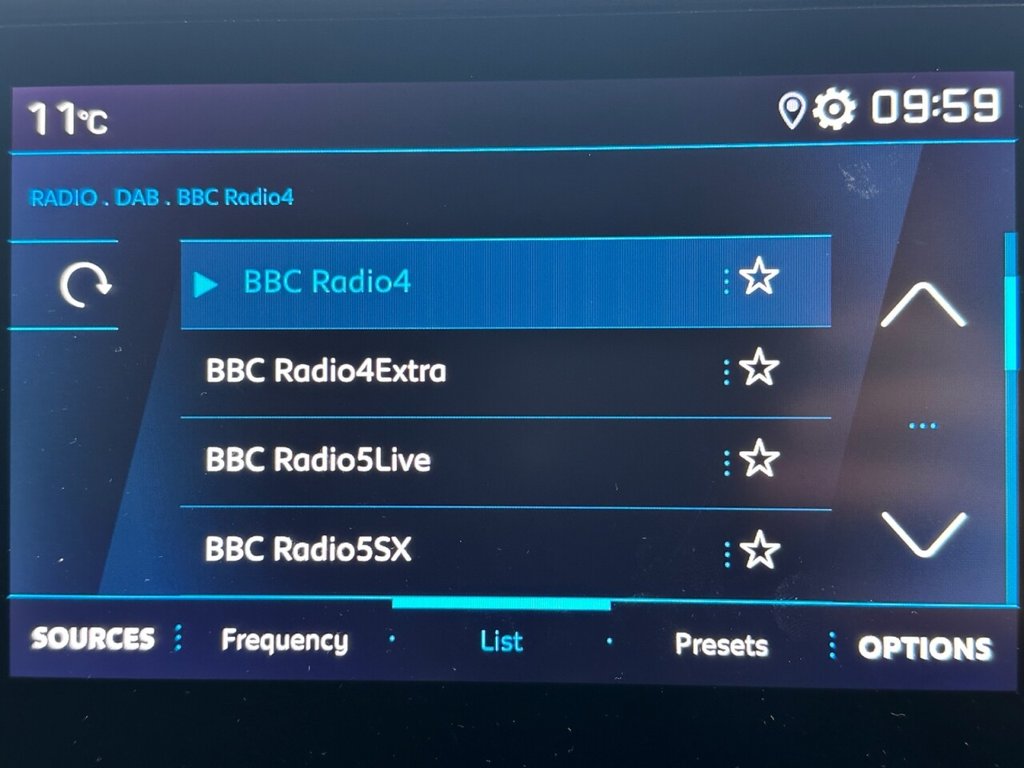 11°C 09:59
RADIO . DAB . BBC Radio4
BBC Radio4
BBC Radio4Extra
BBC Radio5Live
BBC Radio5SX
SOURCES Frequency List Presets OPTIONS